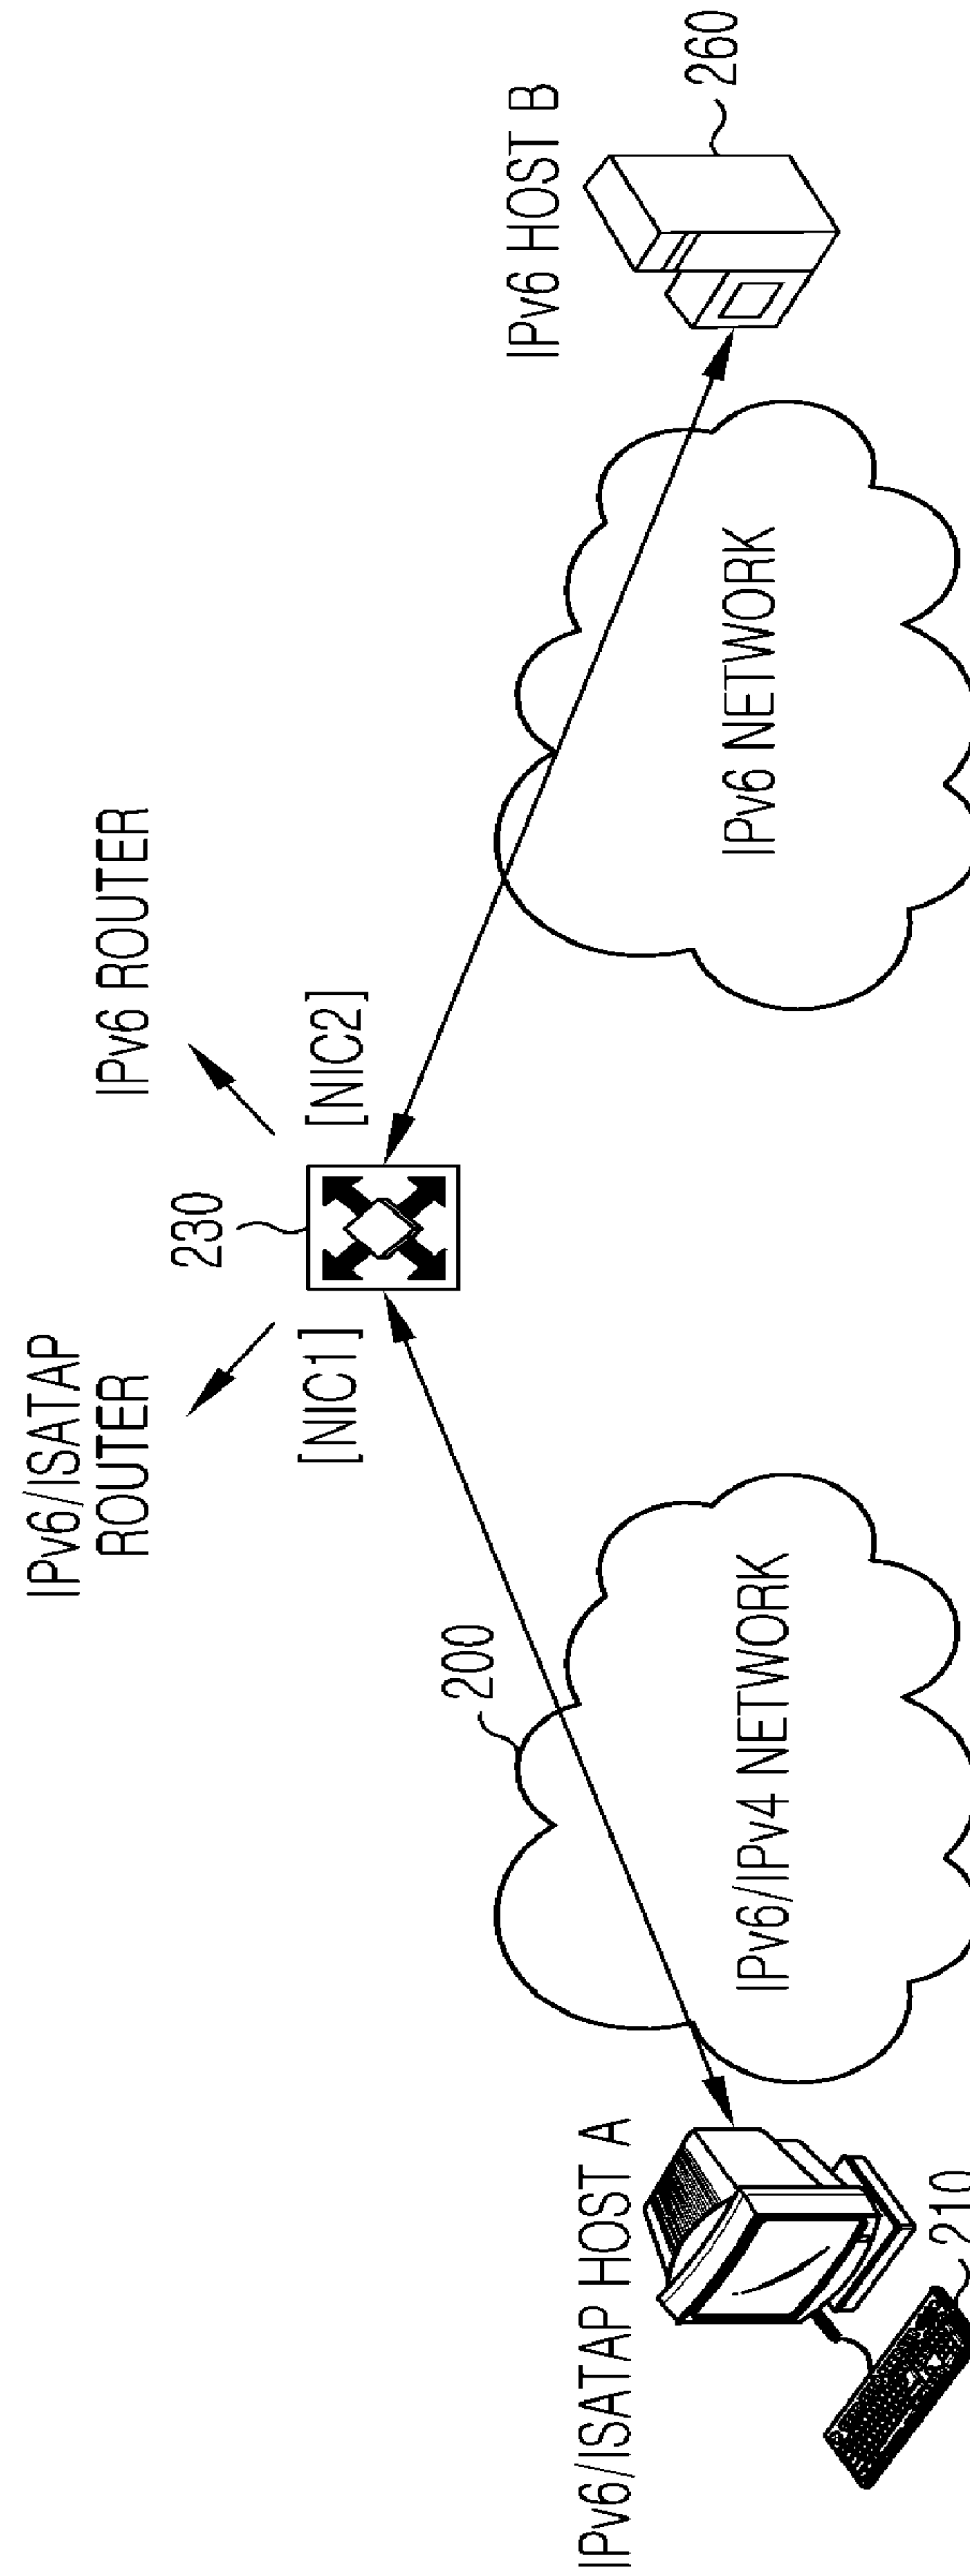 IPv6/ISATAP
ROUTER
230
IPv6 ROUTER
[NIC1]
[NIC2]
200
IPv6/ISATAP HOST A
IPv6 HOST B
210
IPv6/IPv4 NETWORK
IPv6 NETWORK
260